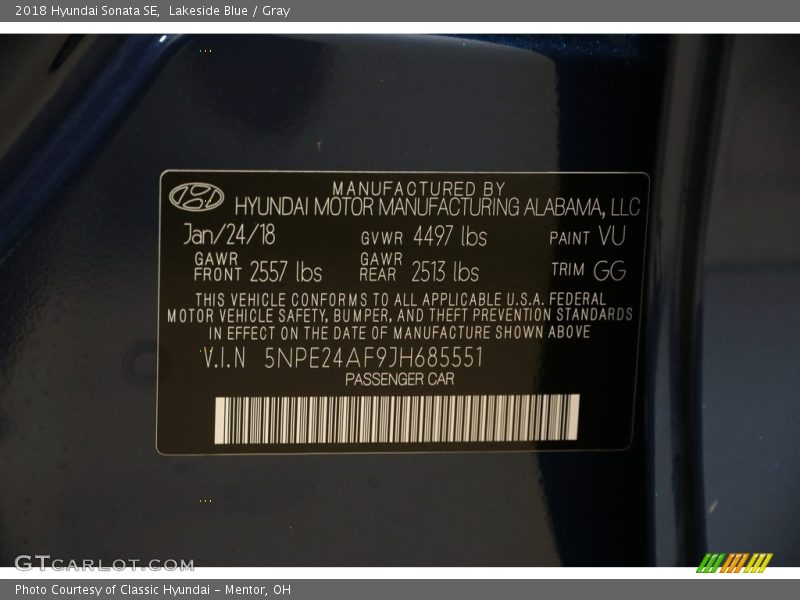 2018 Hyundai Sonata SE, Lakeside Blue / Gray
MANUFACTURED BY
HYUNDAI MOTOR MANUFACTURING ALABAMA, LLC
Jan/24/18 GVWR 4497 lbs PAINT VU
GAWR FRONT 2557 lbs GAWR REAR 2513 lbs TRIM GG
THIS VEHICLE CONFORMS TO ALL APPLICABLE U.S.A. FEDERAL
MOTOR VEHICLE SAFETY, BUMPER, AND THEFT PREVENTION STANDARDS
IN EFFECT ON THE DATE OF MANUFACTURE SHOWN ABOVE
V.I.N 5NPE24AF9JH685551
PASSENGER CAR
GTcarlot.com
Photo Courtesy of Classic Hyundai - Mentor, OH